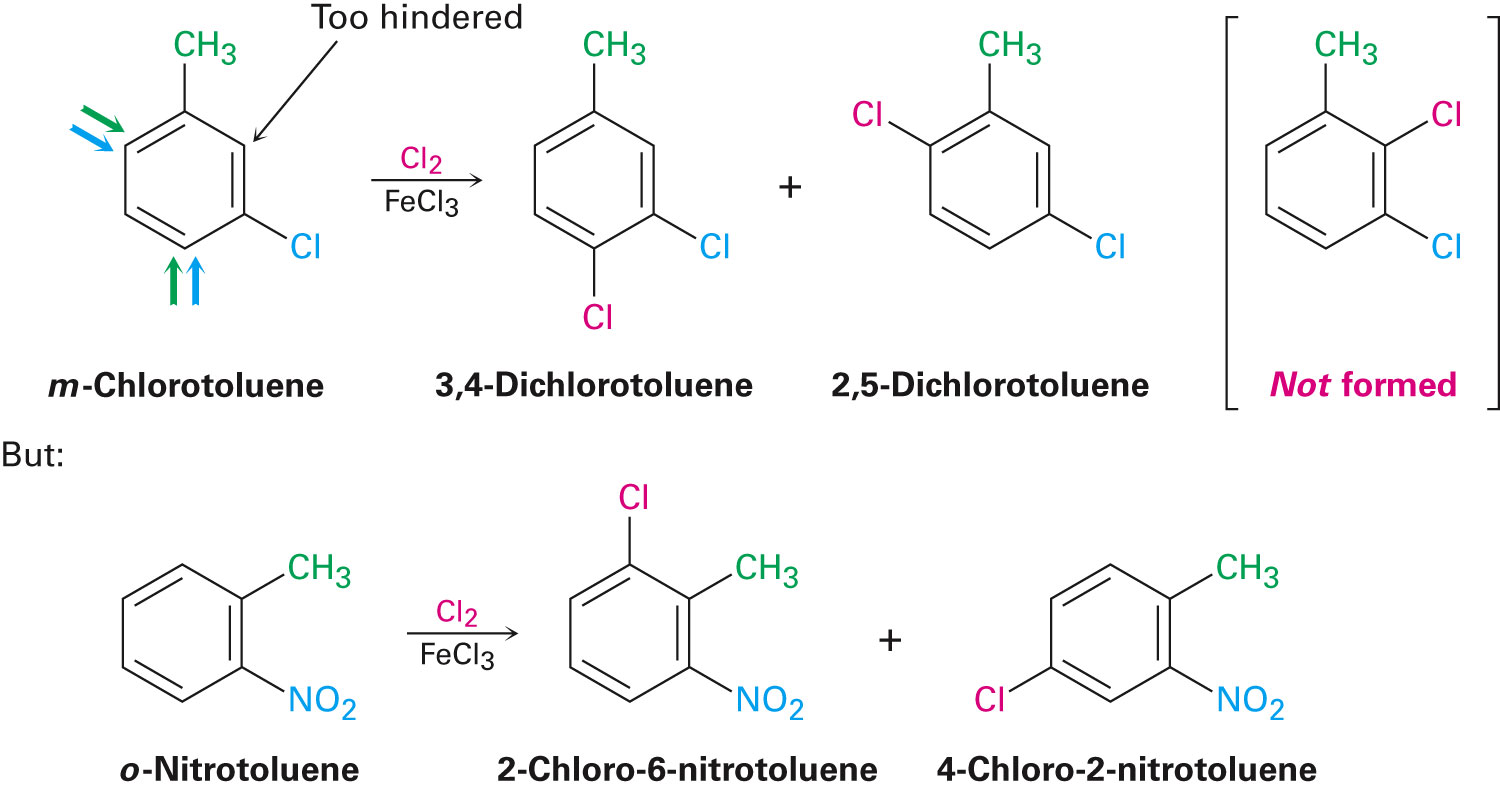 Too hindered
CH3
Cl
Cl2
FeCl3
CH3
Cl
Cl
+
CH3
Cl
Cl
CH3
Cl
Cl
m-Chlorotoluene
3,4-Dichlorotoluene
2,5-Dichlorotoluene
Not formed
But:
CH3
NO2
Cl2
FeCl3
Cl
CH3
NO2
+
CH3
Cl
NO2
o-Nitrotoluene
2-Chloro-6-nitrotoluene
4-Chloro-2-nitrotoluene